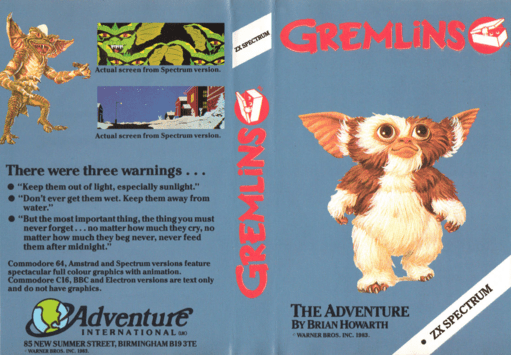 Actual screen from Spectrum version.
Actual screen from Spectrum version.
There were three warnings . . .
● "Keep them out of light, especially sunlight."
● "Don't ever get them wet. Keep them away from
water."
● "But the most important thing, the thing you must
never forget . . . no matter how much they cry, no
matter how much they beg never, never feed
them after midnight."
Commodore 64, Amstrad and Spectrum versions feature
spectacular full colour graphics with animation.
Commodore C16, BBC and Electron versions are text only
and do not have graphics.
Adventure
INTERNATIONAL (UK)
85 NEW SUMMER STREET, BIRMINGHAM B19 3TE
© WARNER BROS. INC. 1985.
ZX SPECTRUM
GREMLINS
GREMLINS
THE ADVENTURE
BY BRIAN HOWARTH
© WARNER BROS. INC. 1985.
● ZX SPECTRUM